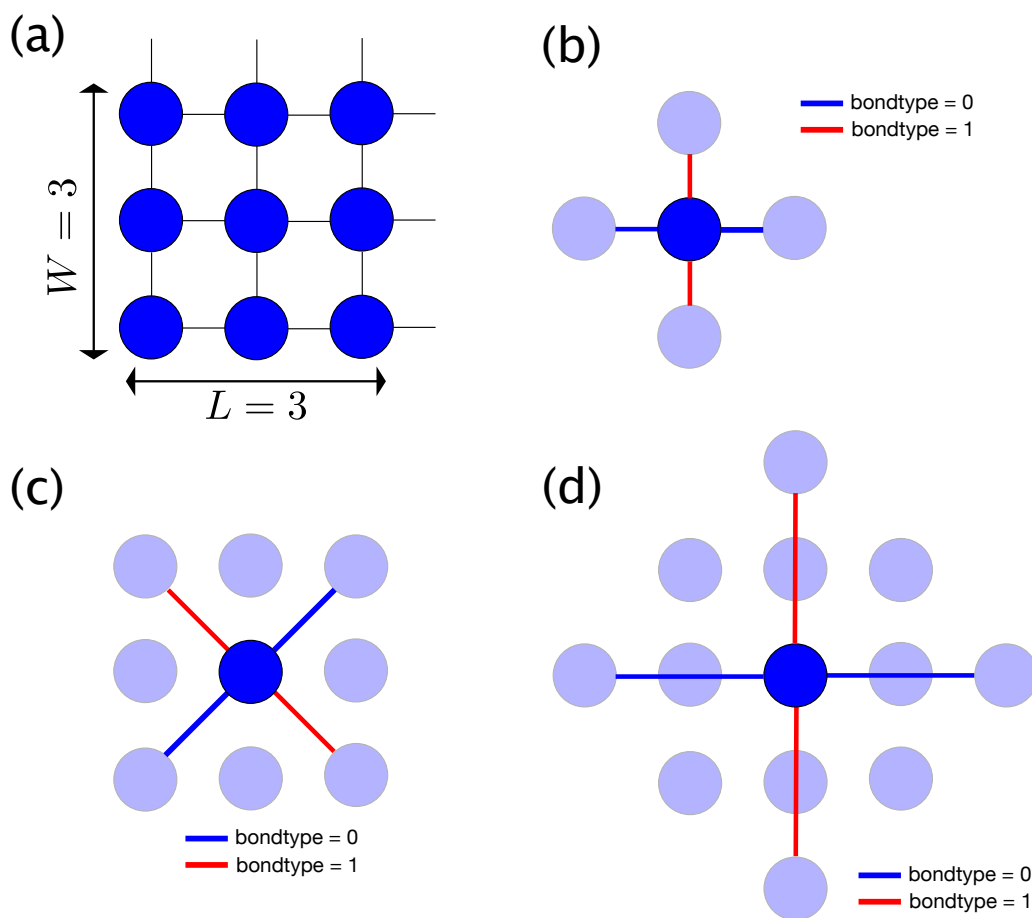 (a)
W = 3
L = 3
(b)
bondtype = 0
bondtype = 1
(c)
bondtype = 0
bondtype = 1
(d)
bondtype = 0
bondtype = 1